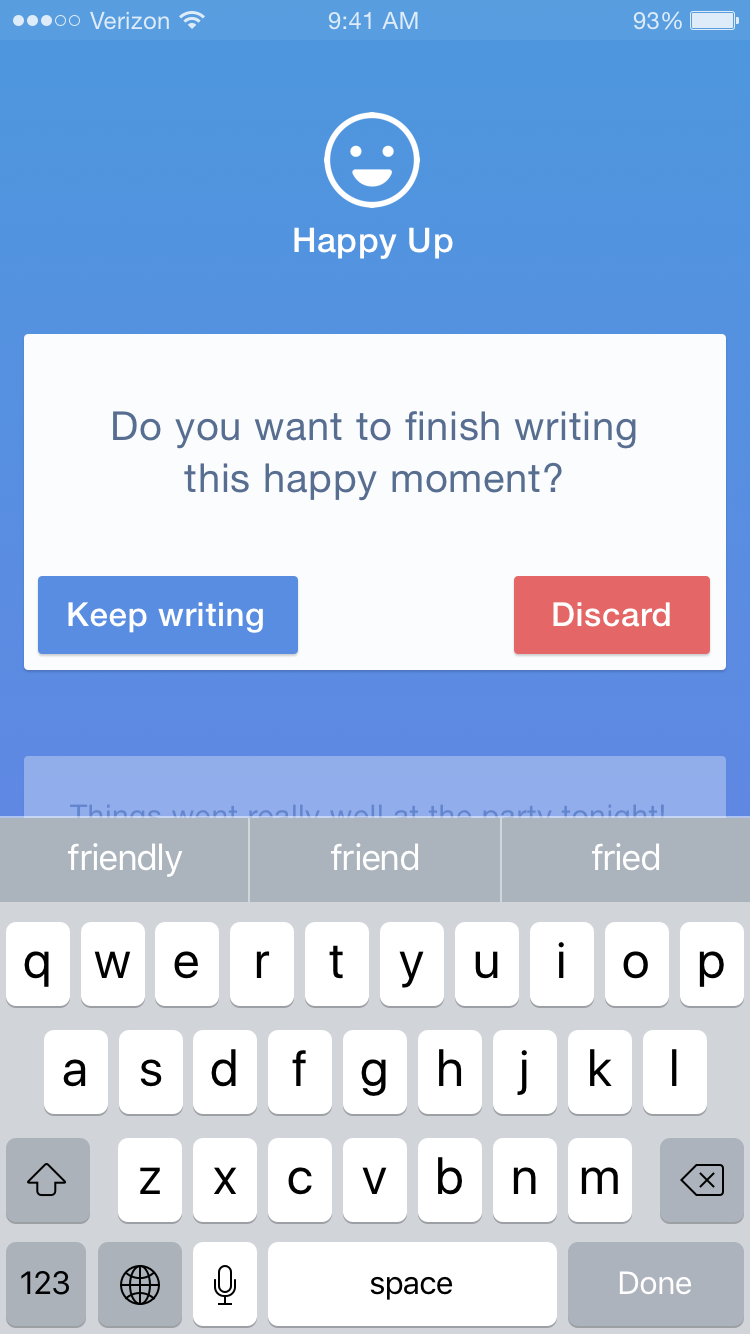 Verizon 9:41 AM 93%
Happy Up
Do you want to finish writing
this happy moment?
Keep writing Discard
Things went really well at the party tonight!
friendly friend fried
q w e r t y u i o p
a s d f g h j k l
z x c v b n m
123 space Done